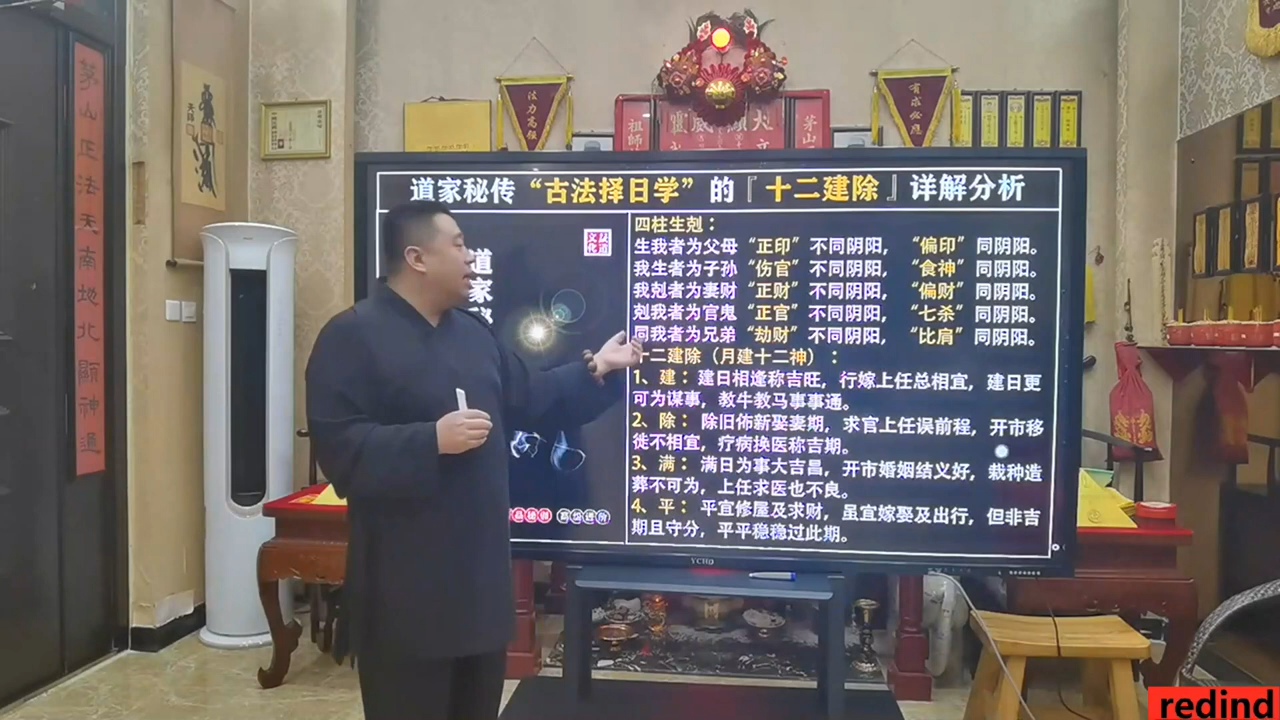 茅山正法天南地北顯神通
天師
法力高强
有求必應
祖師
茅山
道家秘传“古法择日学”的『十二建除』详解分析
道家
四柱生剋：
生我者为父母“正印”不同阴阳，“偏印”同阴阳。
我生者为子孙“伤官”不同阴阳，“食神”同阴阳。
我剋者为妻财“正财”不同阴阳，“偏财”同阴阳。
剋我者为官鬼“正官”不同阴阳，“七杀”同阴阳。
同我者为兄弟“劫财”不同阴阳，“比肩”同阴阳。
十二建除（月建十二神）：
1、建：建日相逢称吉旺，行嫁上任总相宜，建日更
可为谋事，教牛教马事事通。
2、除：除旧佈新娶妻期，求官上任误前程，开市移
徙不相宜，疗病换医称吉期。
3、满：满日为事大吉昌，开市婚姻结义好，栽种造
葬不可为，上任求医也不良。
4、平：平宜修屋及求财，虽宜嫁娶及出行，但非吉
期且守分，平平稳稳过此期。
YCHD
redind